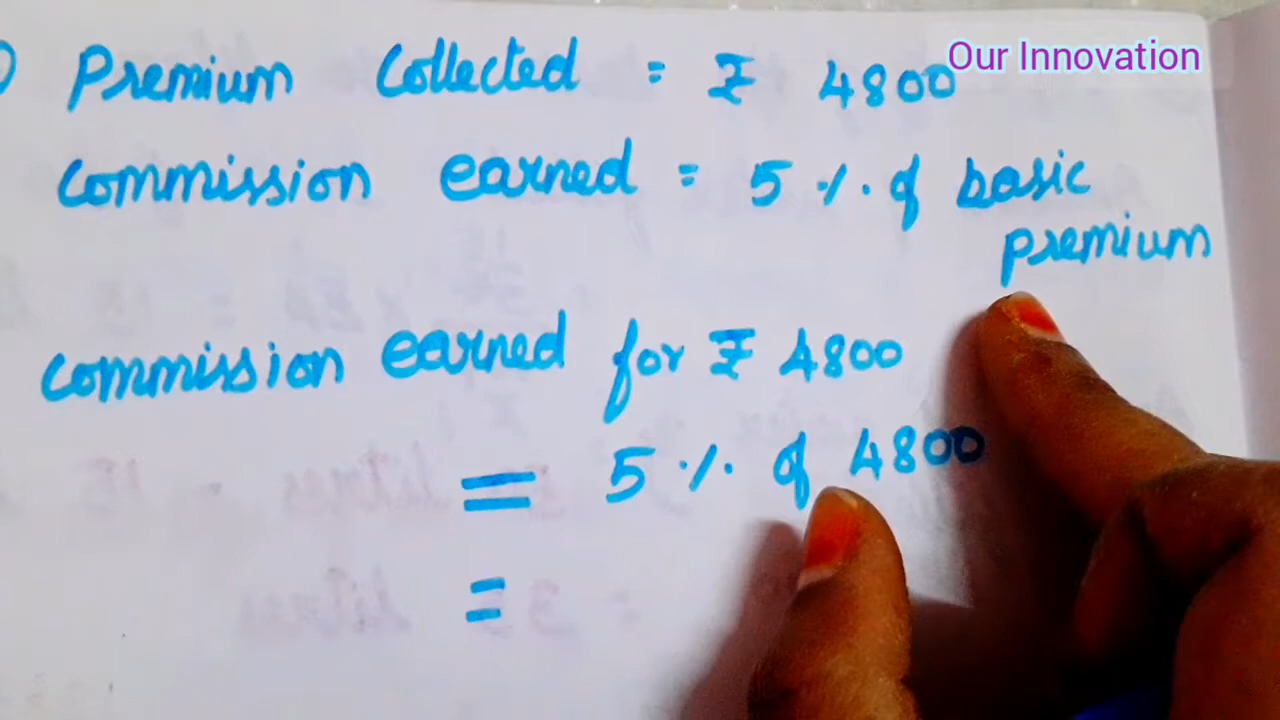 ) Premium Collected = ₹ 4800
Our Innovation
Commission earned = 5 % of basic
premium
Commission earned for ₹ 4800
= 5 % of 4800
=